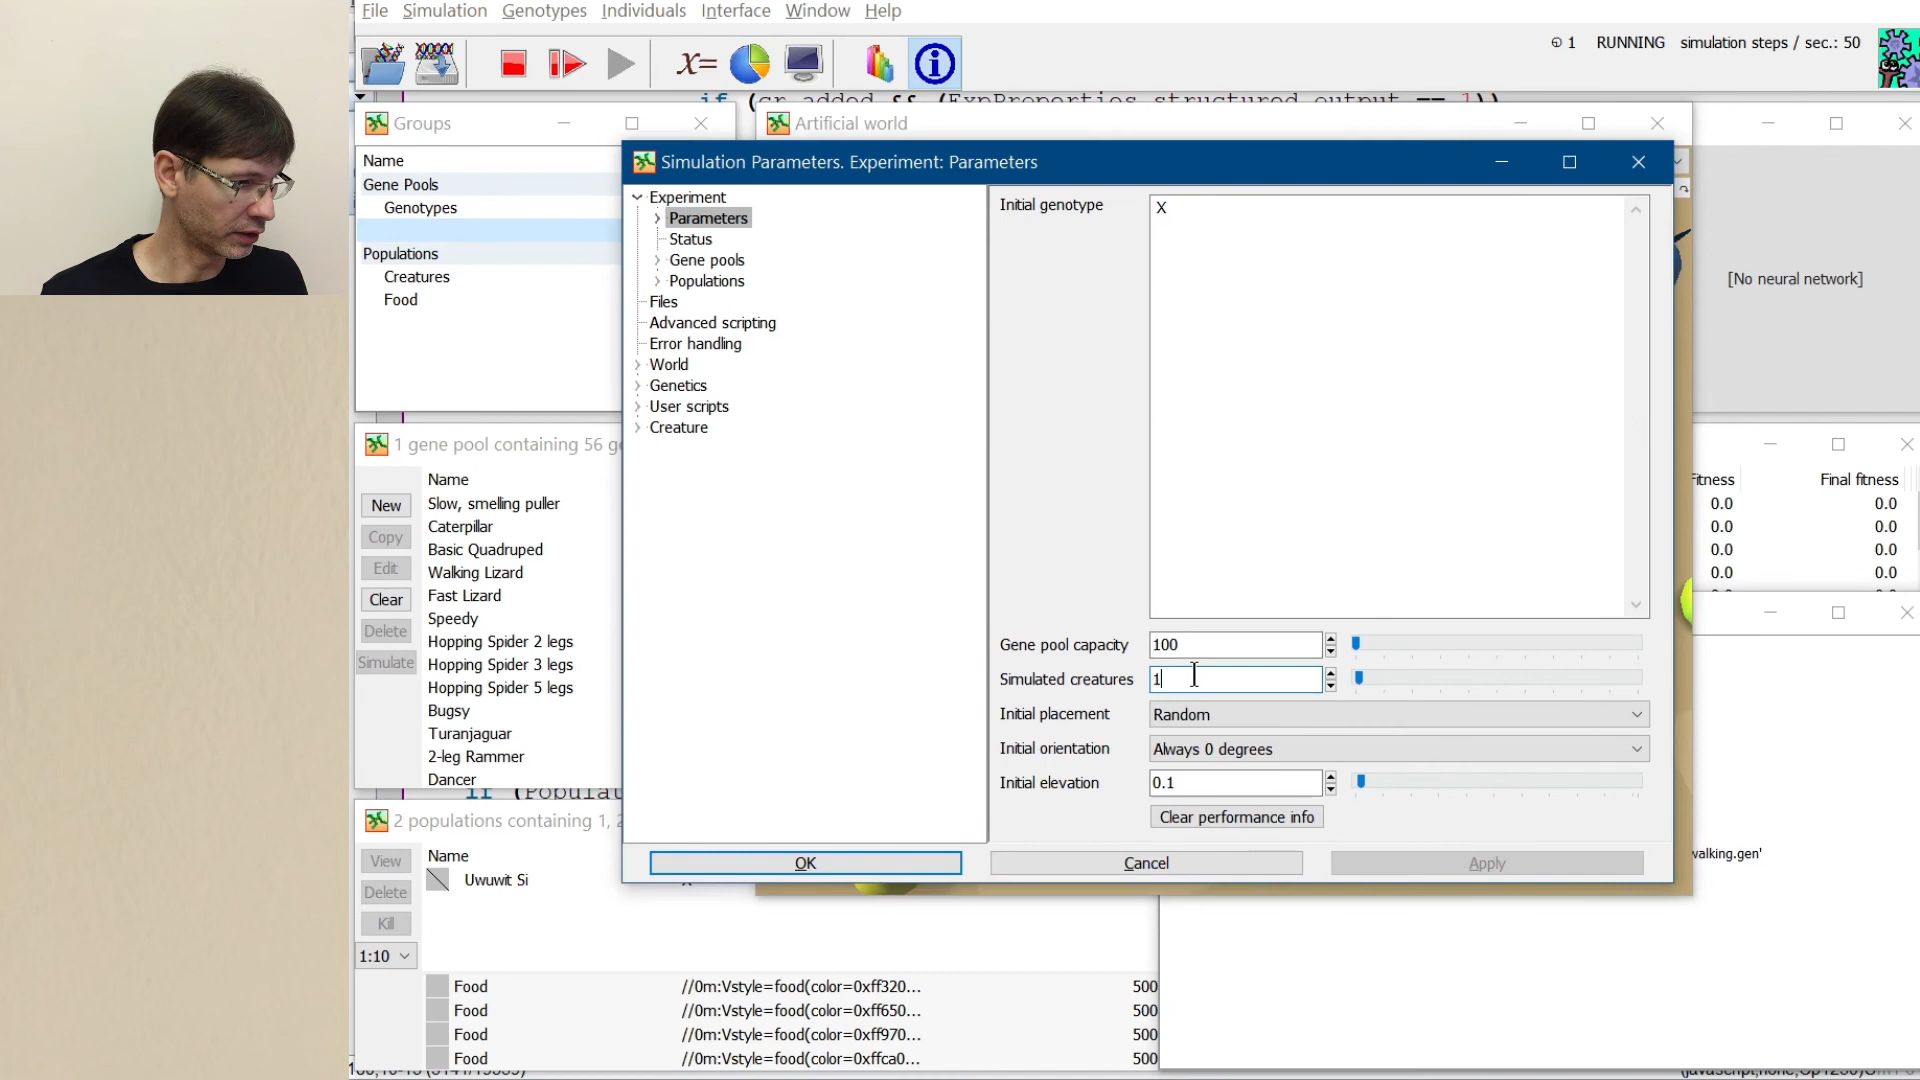 File Simulation Genotypes Individuals Interface Window Help
x= 1 RUNNING simulation steps / sec.: 50
Groups
Artificial world
Name
Gene Pools
Genotypes
Populations
Creatures
Food
Simulation Parameters. Experiment: Parameters
Experiment
Parameters
Status
Gene pools
Populations
Files
Advanced scripting
Error handling
World
Genetics
User scripts
Creature
Initial genotype X
Gene pool capacity 100
Simulated creatures 1
Initial placement Random
Initial orientation Always 0 degrees
Initial elevation 0.1
Clear performance info
OK Cancel Apply
[No neural network]
1 gene pool containing 56 ge
Name
New
Copy
Edit
Clear
Delete
Simulate
Slow, smelling puller
Caterpillar
Basic Quadruped
Walking Lizard
Fast Lizard
Speedy
Hopping Spider 2 legs
Hopping Spider 3 legs
Hopping Spider 5 legs
Bugsy
Turanjaguar
2-leg Rammer
Dancer
Fitness Final fitness
0.0 0.0
0.0 0.0
0.0 0.0
0.0 0.0
walking.gen'
2 populations containing 1, 2
View
Delete
Kill
1:10
Name
Uwuwit Si
Food //0m:Vstyle=food(color=0xff320... 500
Food //0m:Vstyle=food(color=0xff650... 500
Food //0m:Vstyle=food(color=0xff970... 500
Food //0m:Vstyle=food(color=0xffca0... 500